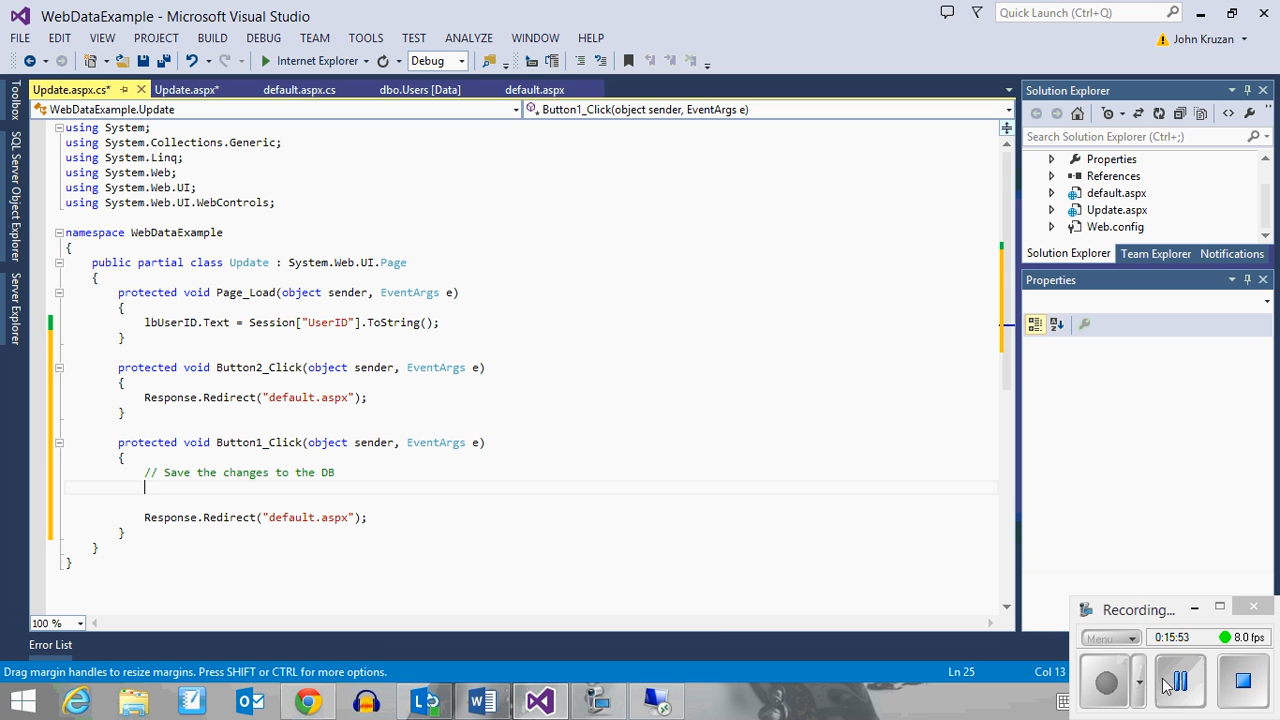 WebDataExample - Microsoft Visual Studio
Quick Launch (Ctrl+Q)
FILE EDIT VIEW PROJECT BUILD DEBUG TEAM TOOLS TEST ANALYZE WINDOW HELP
John Kruzan
Internet Explorer
Debug
Update.aspx.cs* Update.aspx* default.aspx.cs dbo.Users [Data] default.aspx
WebDataExample.Update
Button1_Click(object sender, EventArgs e)
Toolbox
SQL Server Object Explorer
Server Explorer
using System;
using System.Collections.Generic;
using System.Linq;
using System.Web;
using System.Web.UI;
using System.Web.UI.WebControls;
namespace WebDataExample
{
public partial class Update : System.Web.UI.Page
{
protected void Page_Load(object sender, EventArgs e)
{
lbUserID.Text = Session["UserID"].ToString();
}
protected void Button2_Click(object sender, EventArgs e)
{
Response.Redirect("default.aspx");
}
protected void Button1_Click(object sender, EventArgs e)
{
// Save the changes to the DB
Response.Redirect("default.aspx");
}
}
}
100 %
Solution Explorer
Search Solution Explorer (Ctrl+;)
Properties
References
default.aspx
Update.aspx
Web.config
Solution Explorer Team Explorer Notifications
Properties
Error List
Drag margin handles to resize margins. Press SHIFT or CTRL for more options.
Ln 25
Col 13
Recording...
Menu
0:15:53
8.0 fps